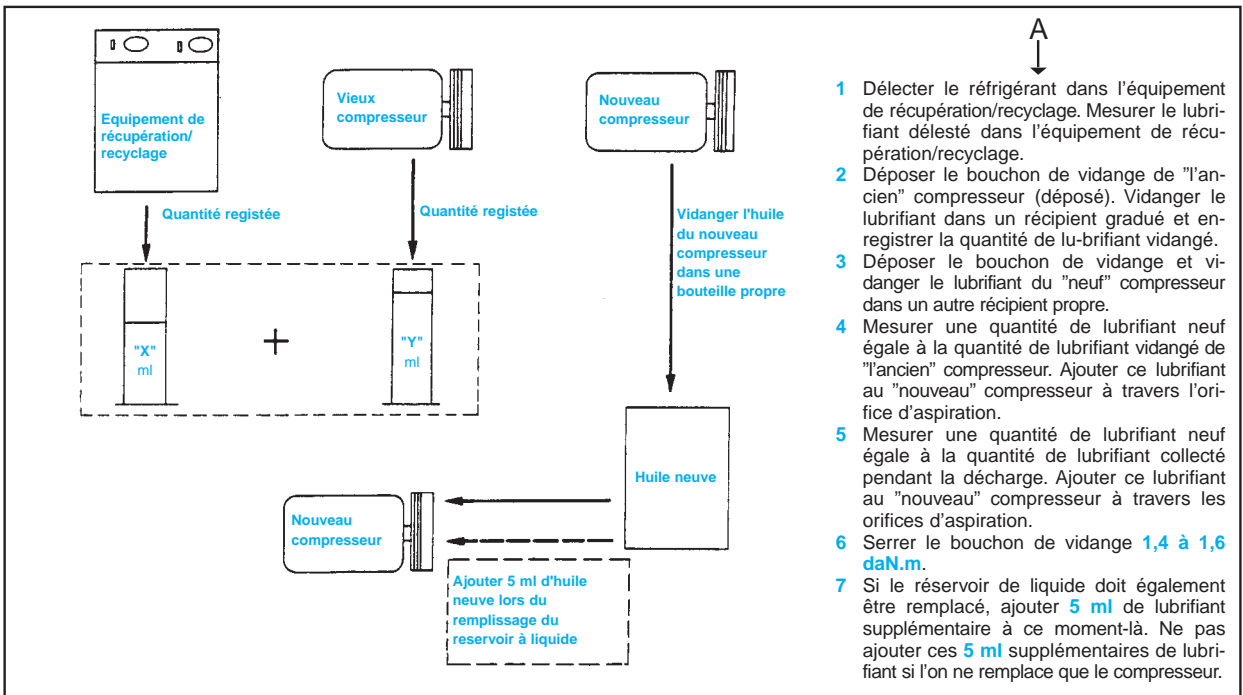 Equipement de
récupération/
recyclage
Vieux
compresseur
Nouveau
compresseur
Quantité registée
Quantité registée
Vidanger l'huile
du nouveau
compresseur
dans une
bouteille propre
"X"
ml
+
"Y"
ml
Huile neuve
Nouveau
compresseur
Ajouter 5 ml d'huile
neuve lors du
remplissage du
reservoir à liquide
A
1 Délecter le réfrigérant dans l'équipement
de récupération/recyclage. Mesurer le lubri-
fiant délesté dans l'équipement de récu-
pération/recyclage.
2 Déposer le bouchon de vidange de "l'an-
cien" compresseur (déposé). Vidanger le
lubrifiant dans un récipient gradué et en-
registrer la quantité de lu-brifiant vidangé.
3 Déposer le bouchon de vidange et vi-
danger le lubrifiant du "neuf" compresseur
dans un autre récipient propre.
4 Mesurer une quantité de lubrifiant neuf
égale à la quantité de lubrifiant vidangé de
"l'ancien" compresseur. Ajouter ce lubrifiant
au "nouveau" compresseur à travers l'ori-
fice d'aspiration.
5 Mesurer une quantité de lubrifiant neuf
égale à la quantité de lubrifiant collecté
pendant la décharge. Ajouter ce lubrifiant
au "nouveau" compresseur à travers les
orifices d'aspiration.
6 Serrer le bouchon de vidange 1,4 à 1,6
daN.m.
7 Si le réservoir de liquide doit également
être remplacé, ajouter 5 ml de lubrifiant
supplémentaire à ce moment-là. Ne pas
ajouter ces 5 ml supplémentaires de lubri-
fiant si l'on ne remplace que le compresseur.